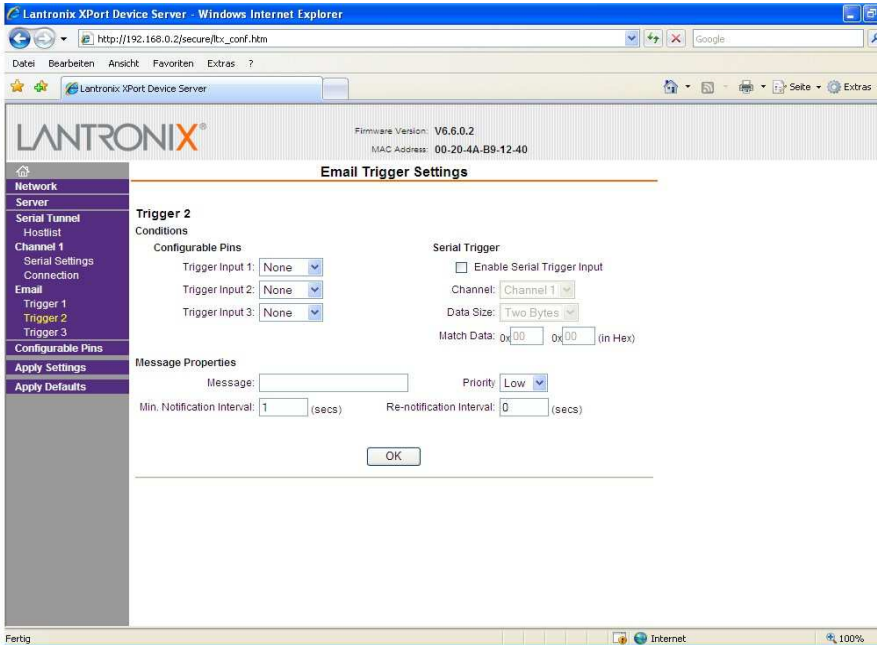 Lantronix XPort Device Server - Windows Internet Explorer
http://192.168.0.2/secure/ltx_conf.htm
Google
Datei Bearbeiten Ansicht Favoriten Extras ?
Lantronix XPort Device Server
Seite Extras
LANTRONIX®
Firmware Version: V6.6.0.2
MAC Address: 00-20-4A-B9-12-40
Email Trigger Settings
Network
Server
Serial Tunnel
Hostlist
Channel 1
Serial Settings
Connection
Email
Trigger 1
Trigger 2
Trigger 3
Configurable Pins
Apply Settings
Apply Defaults
Trigger 2
Conditions
Configurable Pins
Trigger Input 1: None
Trigger Input 2: None
Trigger Input 3: None
Serial Trigger
Enable Serial Trigger Input
Channel: Channel 1
Data Size: Two Bytes
Match Data: 0x00 0x00 (in Hex)
Message Properties
Message:
Priority Low
Min. Notification Interval: 1 (secs)
Re-notification Interval: 0 (secs)
OK
Fertig
Internet
100%